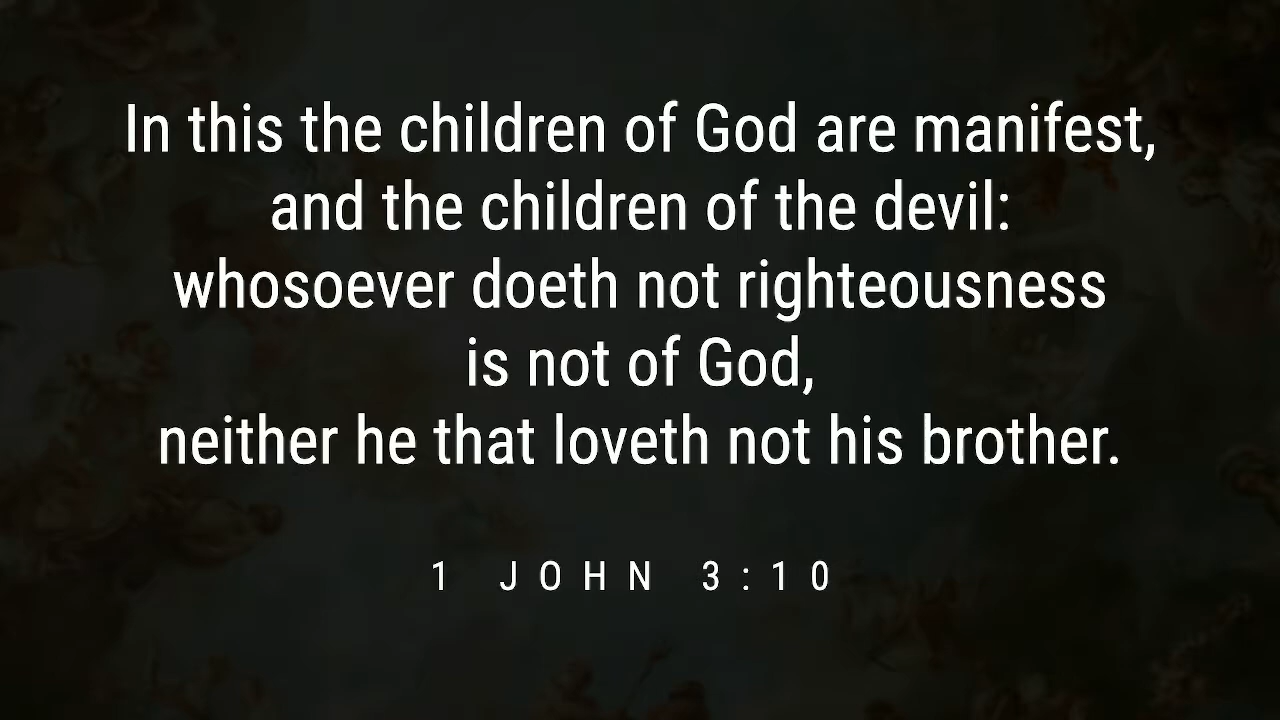 In this the children of God are manifest,
and the children of the devil:
whosoever doeth not righteousness
is not of God,
neither he that loveth not his brother.
1 JOHN 3:10